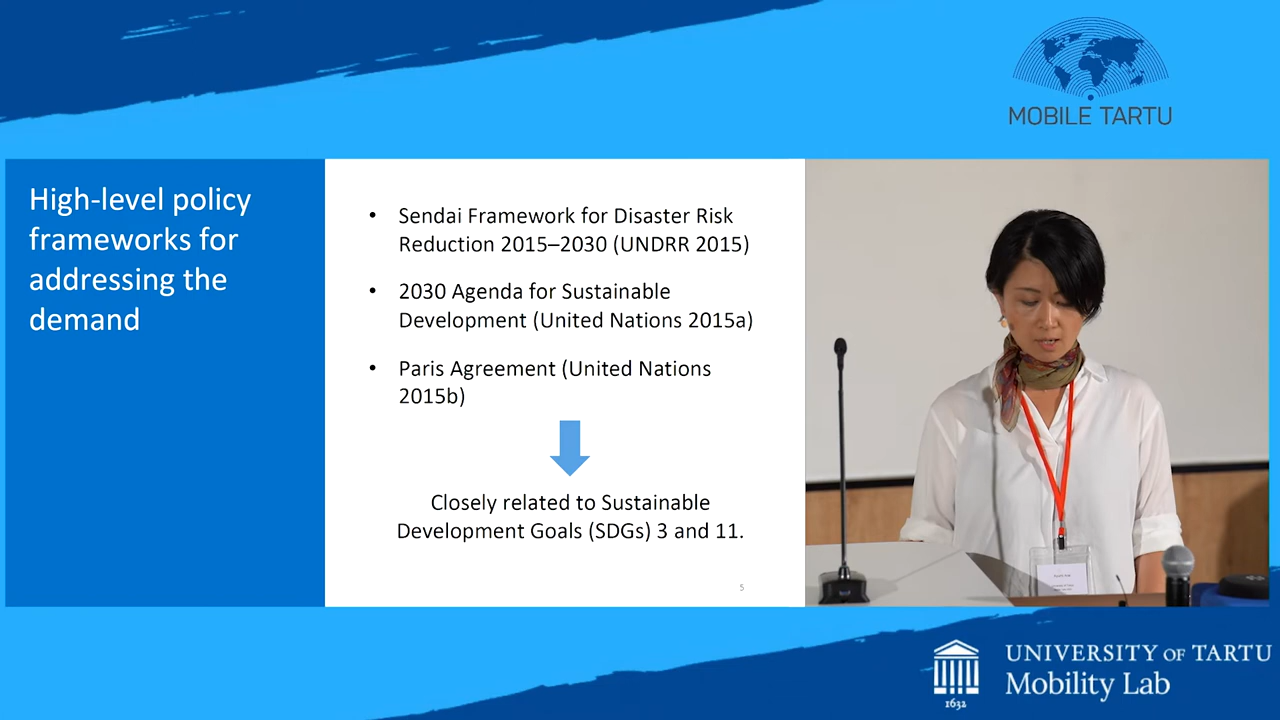 MOBILE TARTU
High-level policy
frameworks for
addressing the
demand
• Sendai Framework for Disaster Risk
Reduction 2015–2030 (UNDRR 2015)
• 2030 Agenda for Sustainable
Development (United Nations 2015a)
• Paris Agreement (United Nations
2015b)
Closely related to Sustainable
Development Goals (SDGs) 3 and 11.
5
1632
UNIVERSITY OF TARTU
Mobility Lab